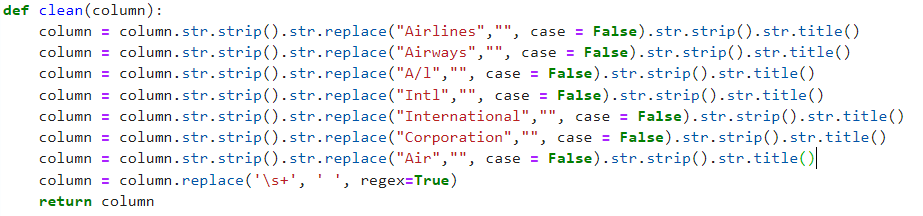 def clean(column):
    column = column.str.strip().str.replace("Airlines","", case = False).str.strip().str.title()
    column = column.str.strip().str.replace("Airways","", case = False).str.strip().str.title()
    column = column.str.strip().str.replace("A/l","", case = False).str.strip().str.title()
    column = column.str.strip().str.replace("Intl","", case = False).str.strip().str.title()
    column = column.str.strip().str.replace("International","", case = False).str.strip().str.title()
    column = column.str.strip().str.replace("Corporation","", case = False).str.strip().str.title()
    column = column.str.strip().str.replace("Air","", case = False).str.strip().str.title()
    column = column.replace('\s+', ' ', regex=True)
    return column